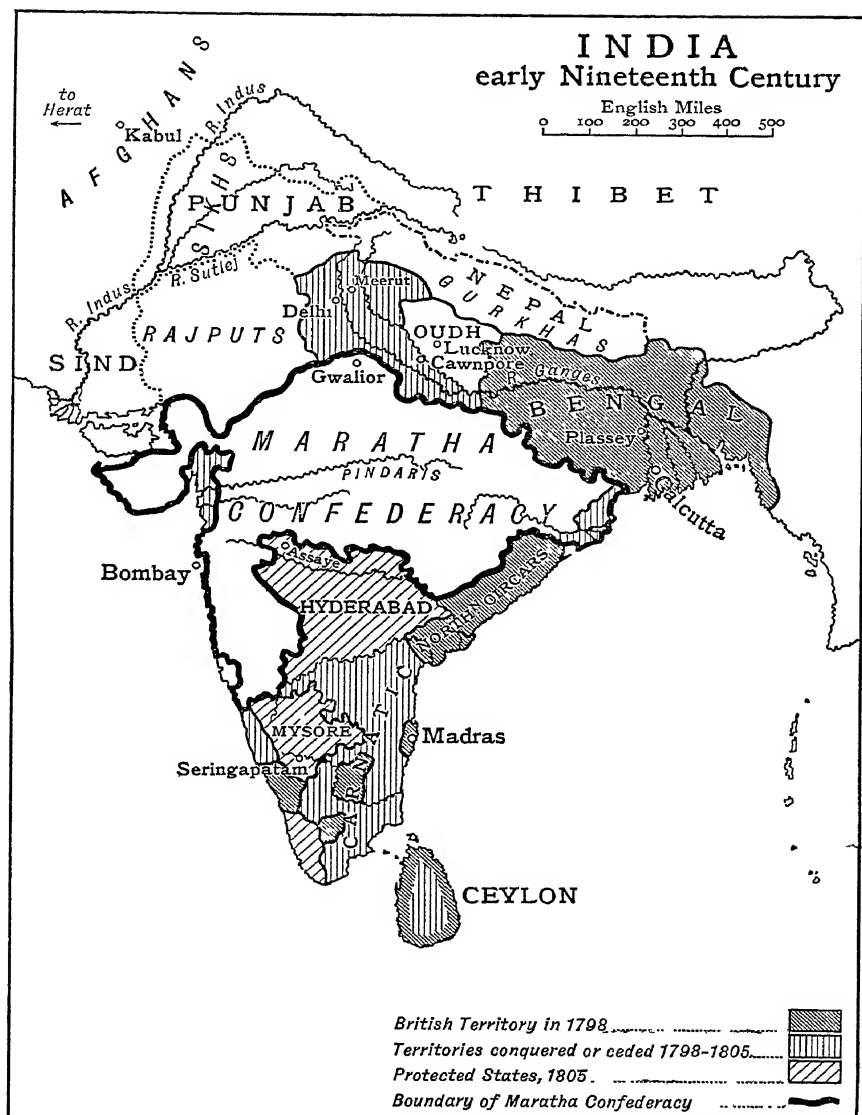 INDIA
early Nineteenth Century
English Miles
0 100 200 300 400 500
to
Herat
AFGHANS
Kabul
R. Indus
PUNJAB
SIKHS
THIBET
R. Indus
R. Sutlej
NEPAL
GURKHAS
Meerut
Delhi
RAJPUTS
OUDH
Lucknow
Cawnpore
SIND
Gwalior
R. Ganges
BENGAL
Plassey
MARATHA
PINDARIS
CONFEDERACY
Calcutta
Assaye
Bombay
HYDERABAD
NORTHN CIRCARS
CARNATIC
MYSORE
Madras
Seringapatam
CEYLON
British Territory in 1798
Territories conquered or ceded 1798-1805
Protected States, 1805
Boundary of Maratha Confederacy